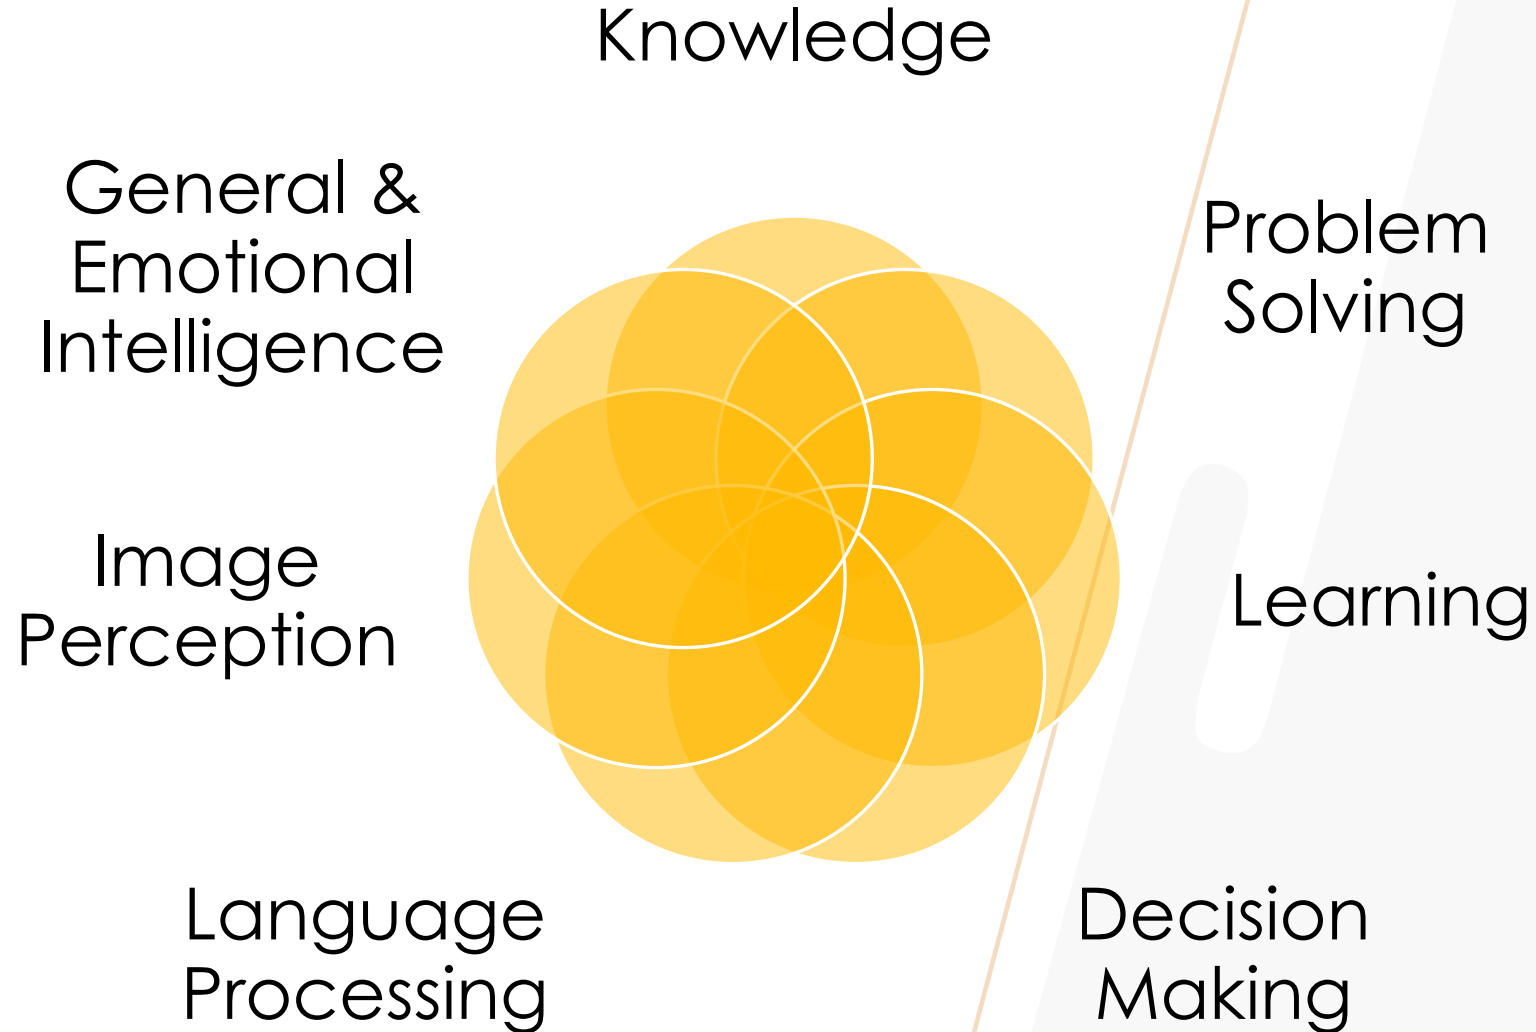 Knowledge
General &
Emotional
Intelligence
Problem
Solving
Image
Perception
Learning
Language
Processing
Decision
Making